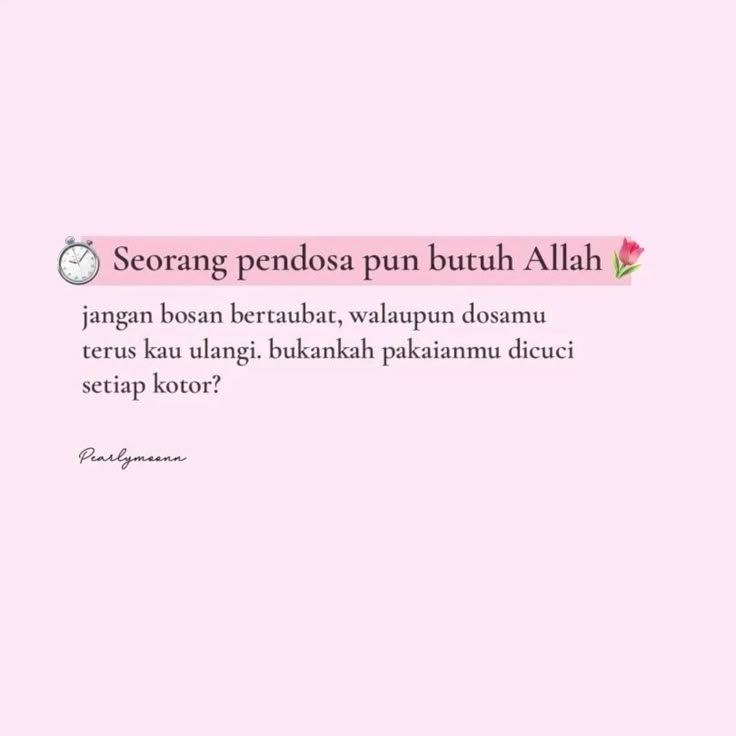 Seorang pendosa pun butuh Allah
jangan bosan bertaubat, walaupun dosamu
terus kau ulangi. bukankah pakaianmu dicuci
setiap kotor?
Pearlymoonn